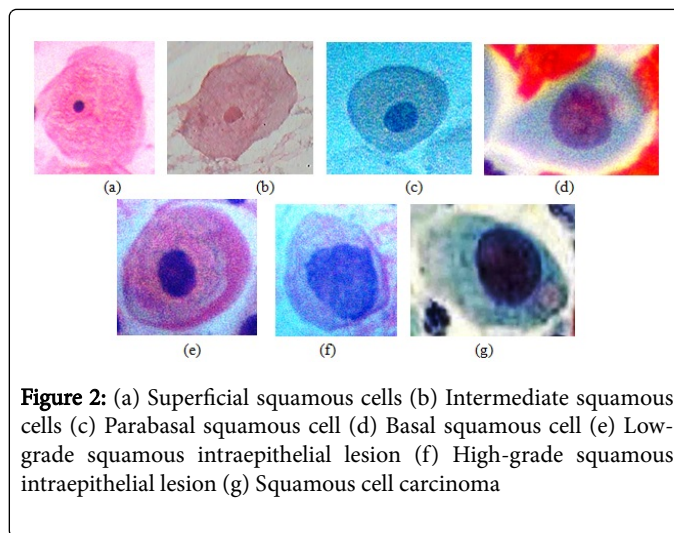 (a) (b) (c) (d)
(e) (f) (g)
Figure 2: (a) Superficial squamous cells (b) Intermediate squamous
cells (c) Parabasal squamous cell (d) Basal squamous cell (e) Low-
grade squamous intraepithelial lesion (f) High-grade squamous
intraepithelial lesion (g) Squamous cell carcinoma